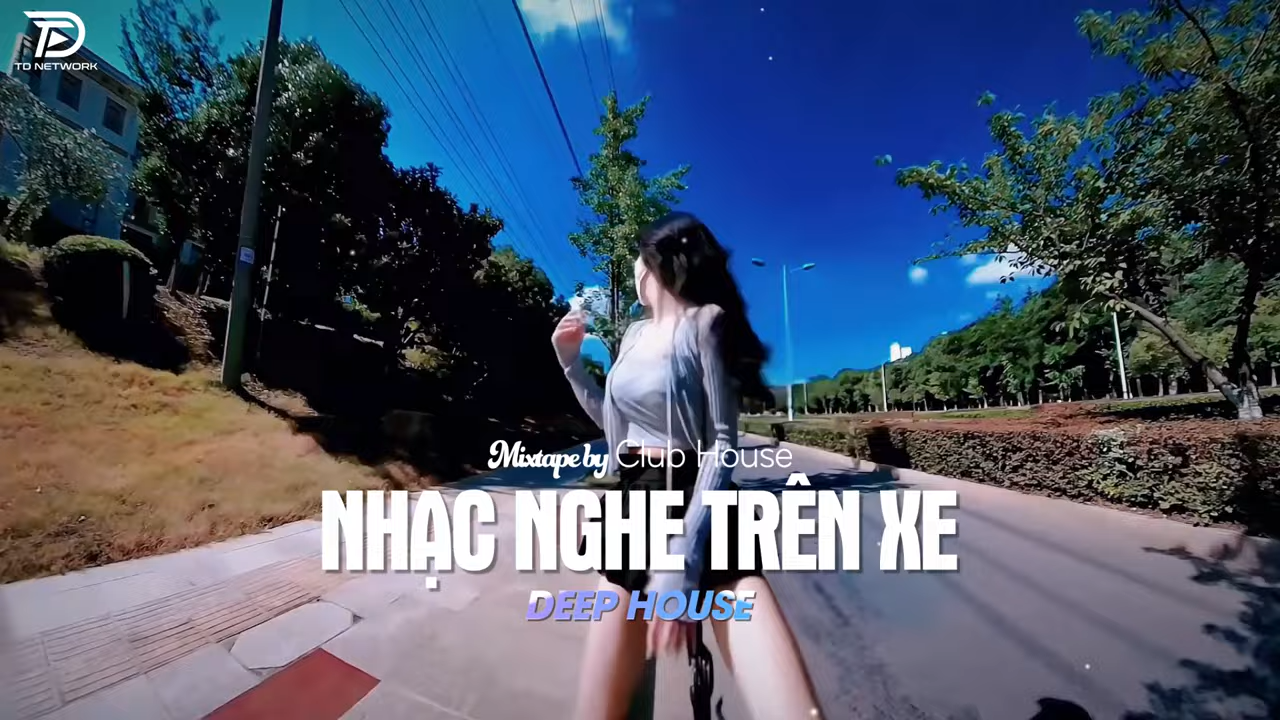 TD NETWORK
Mixtape by Club House
NHẠC NGHE TRÊN XE
DEEP HOUSE